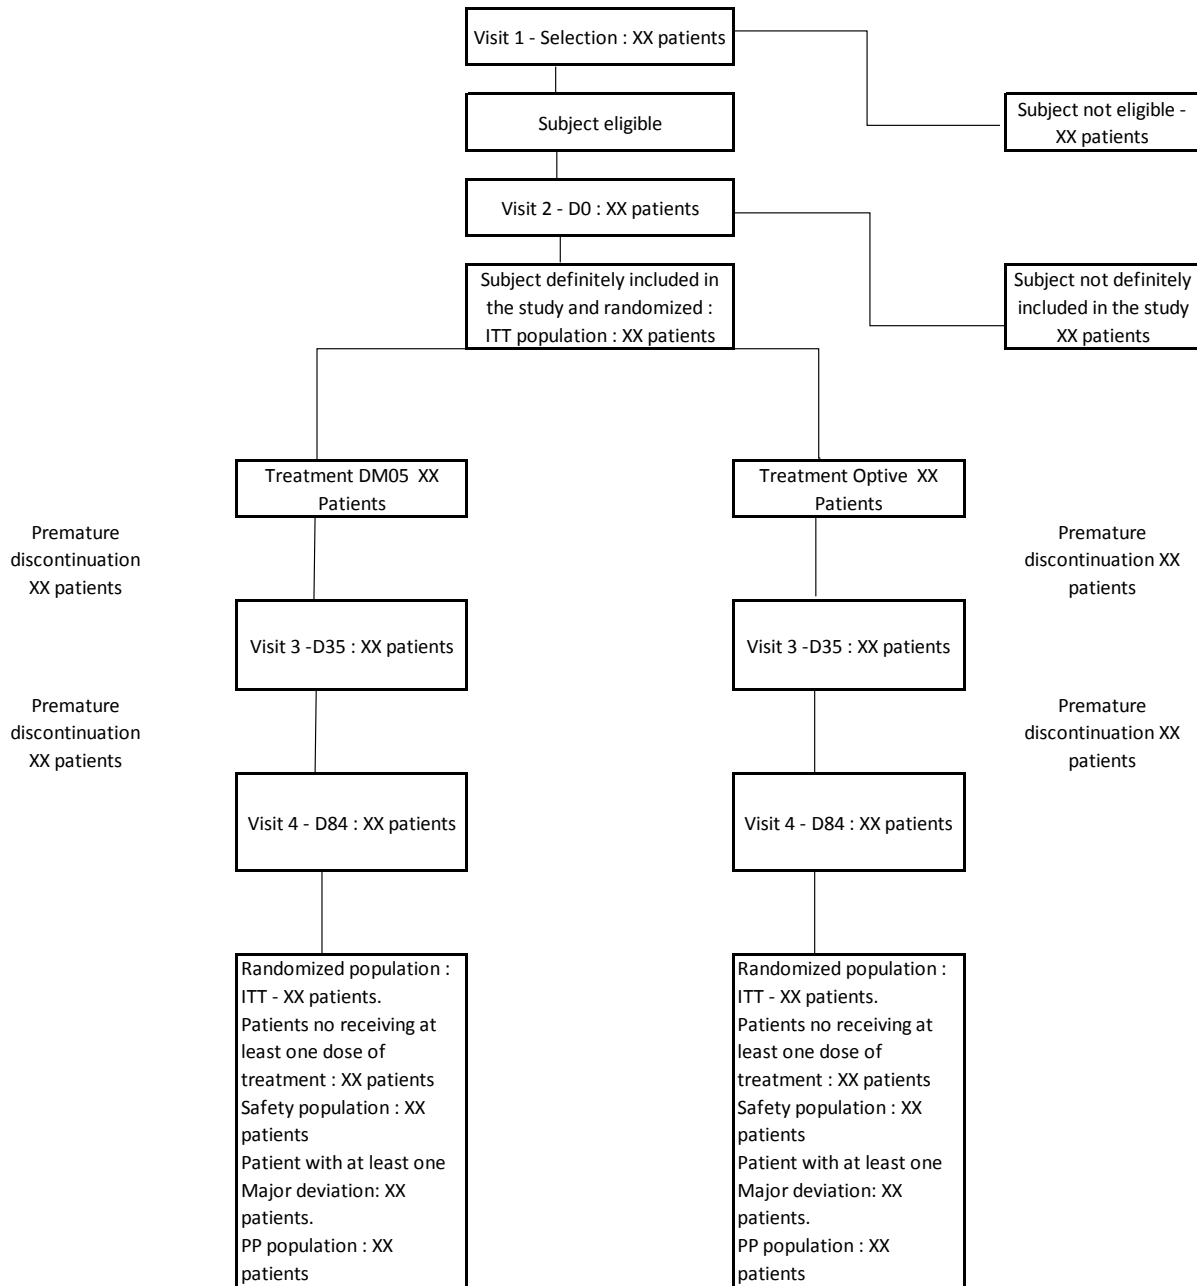 Visit 1 - Selection : XX patients
Subject eligible
Subject not eligible -
XX patients
Visit 2 - D0 : XX patients
Subject definitely included in
the study and randomized :
ITT population : XX patients
Subject not definitely
included in the study
XX patients
Treatment DM05  XX
Patients
Treatment Optive  XX
Patients
Premature
discontinuation
XX patients
Premature
discontinuation XX
patients
Visit 3 -D35 : XX patients
Visit 3 -D35 : XX patients
Premature
discontinuation
XX patients
Premature
discontinuation XX
patients
Visit 4 - D84 : XX patients
Visit 4 - D84 : XX patients
Randomized population :
ITT - XX patients.
Patients no receiving at
least one dose of
treatment : XX patients
Safety population : XX
patients
Patient with at least one
Major deviation: XX
patients.
PP population : XX
patients
Randomized population :
ITT - XX patients.
Patients no receiving at
least one dose of
treatment : XX patients
Safety population : XX
patients
Patient with at least one
Major deviation: XX
patients.
PP population : XX
patients